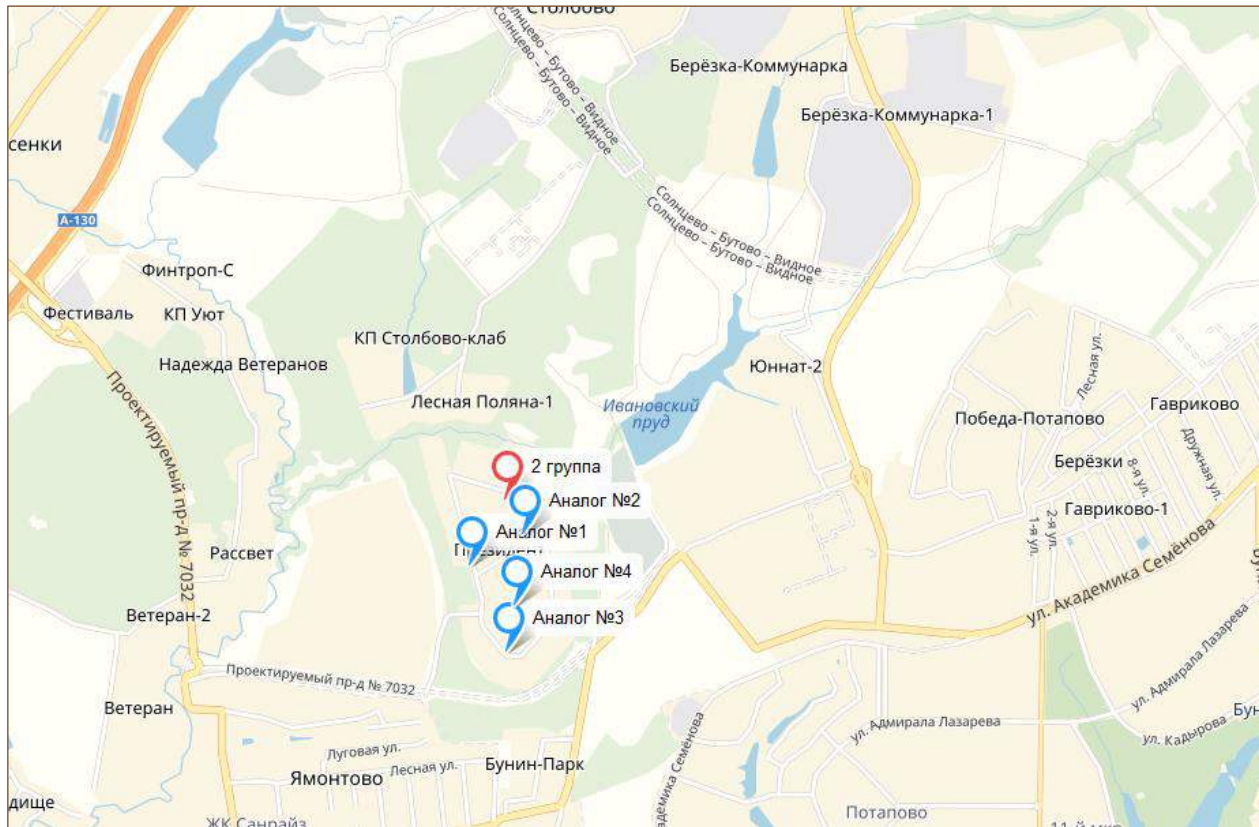 Столбово
Солнцево – Бутово – Видное
Солнцево – Бутово – Видное
Берёзка-Коммунарка
Берёзка-Коммунарка-1
сенки
А-130
Солнцево – Бутово – Видное
Солнцево – Бутово – Видное
Финтроп-С
Фестиваль
КП Уют
КП Столбово-клаб
Надежда Ветеранов
Юннат-2
Лесная ул.
Проектируемый пр-д № 7032
Лесная Поляна-1
Ивановский
пруд
Победа-Потапово
Гавриково
Дружная ул.
Берёзки
8-я ул.
2 группа
Аналог №2
Гавриково-1
2-я ул.
1-я ул.
Аналог №1
Рассвет
Аналог №4
ул. Академика Семёнова
Ветеран-2
Аналог №3
ул. Адмирала Лазарева
Проектируемый пр-д № 7032
Ветеран
ул. Адмирала Лазарева
ул. Кадырова
Бун
Луговая ул.
Лесная ул.
Бунин-Парк
Ямонтово
дище
ЖК Санрайз
Потапово